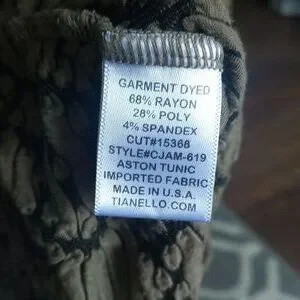 GARMENT DYED
68% RAYON
28% POLY
4% SPANDEX
CUT#15368
STYLE#CJAM-619
ASTON TUNIC
IMPORTED FABRIC
MADE IN U.S.A.
TIANELLO.COM